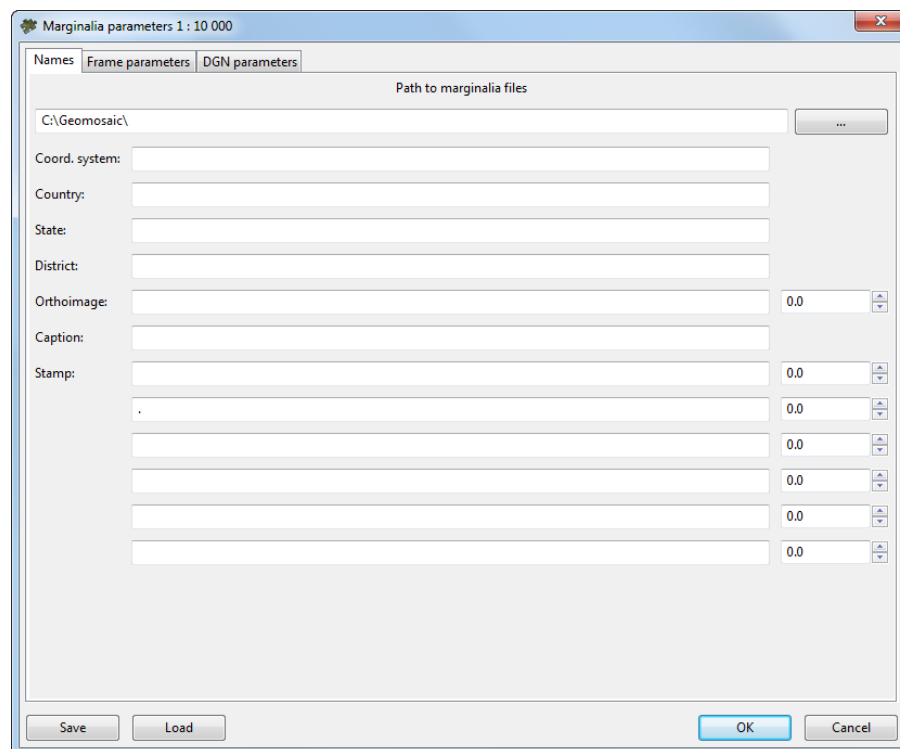 Marginalia parameters 1 : 10 000
Names Frame parameters DGN parameters
Path to marginalia files
C:\Geomosaic\ ...
Coord. system:
Country:
State:
District:
Orthoimage: 0.0
Caption:
Stamp: 0.0
. 0.0
0.0
0.0
0.0
0.0
Save Load OK Cancel